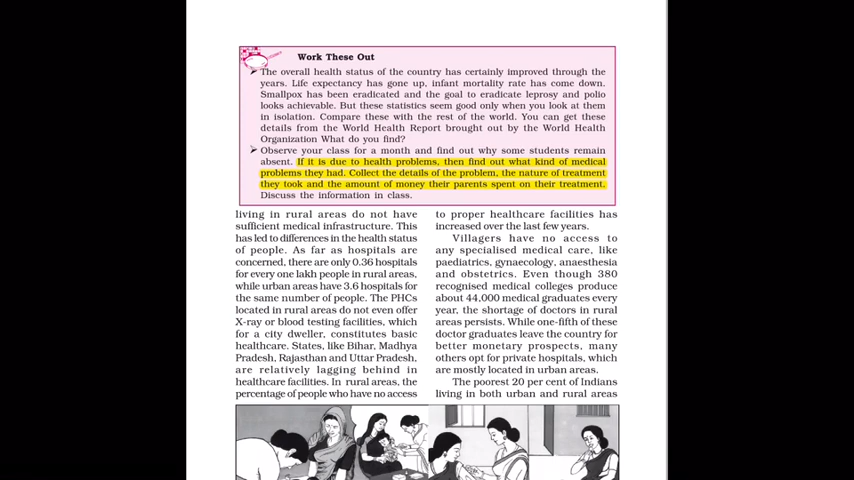 Work These Out
➢ The overall health status of the country has certainly improved through the
years. Life expectancy has gone up, infant mortality rate has come down.
Smallpox has been eradicated and the goal to eradicate leprosy and polio
looks achievable. But these statistics seem good only when you look at them
in isolation. Compare these with the rest of the world. You can get these
details from the World Health Report brought out by the World Health
Organization What do you find?
➢ Observe your class for a month and find out why some students remain
absent. If it is due to health problems, then find out what kind of medical
problems they had. Collect the details of the problem, the nature of treatment
they took and the amount of money their parents spent on their treatment.
Discuss the information in class.
living in rural areas do not have
sufficient medical infrastructure. This
has led to differences in the health status
of people. As far as hospitals are
concerned, there are only 0.36 hospitals
for every one lakh people in rural areas,
while urban areas have 3.6 hospitals for
the same number of people. The PHCs
located in rural areas do not even offer
X-ray or blood testing facilities, which
for a city dweller, constitutes basic
healthcare. States, like Bihar, Madhya
Pradesh, Rajasthan and Uttar Pradesh,
are relatively lagging behind in
healthcare facilities. In rural areas, the
percentage of people who have no access
to proper healthcare facilities has
increased over the last few years.
Villagers have no access to
any specialised medical care, like
paediatrics, gynaecology, anaesthesia
and obstetrics. Even though 380
recognised medical colleges produce
about 44,000 medical graduates every
year, the shortage of doctors in rural
areas persists. While one-fifth of these
doctor graduates leave the country for
better monetary prospects, many
others opt for private hospitals, which
are mostly located in urban areas.
The poorest 20 per cent of Indians
living in both urban and rural areas